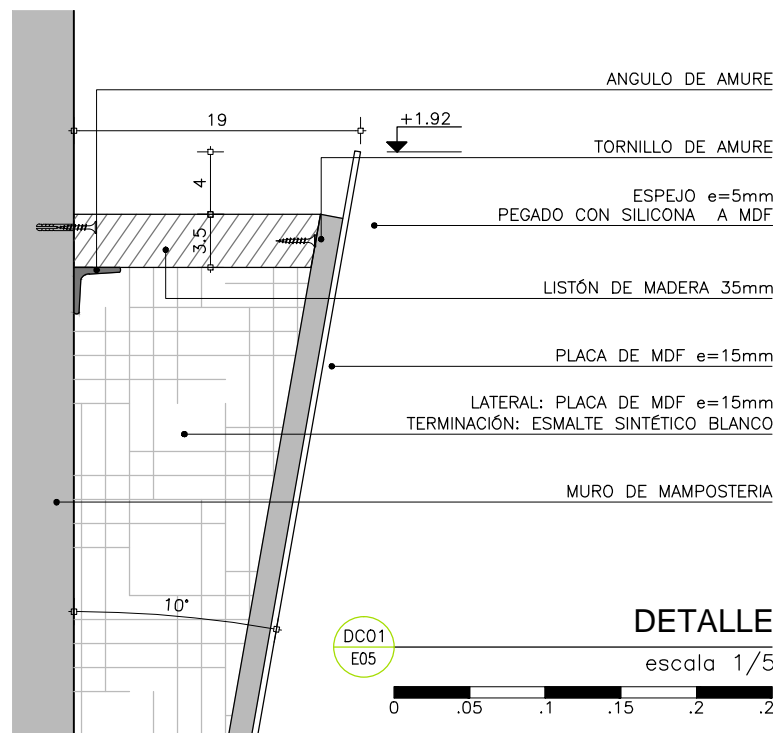 ANGULO DE AMURE
19
+1.92
TORNILLO DE AMURE
4
ESPEJO e=5mm
PEGADO CON SILICONA A MDF
3.5
LISTÓN DE MADERA 35mm
PLACA DE MDF e=15mm
LATERAL: PLACA DE MDF e=15mm
TERMINACIÓN: ESMALTE SINTÉTICO BLANCO
MURO DE MAMPOSTERIA
10°
DETALLE
DC01
E05
escala 1/5
0 .05 .1 .15 .2 .2